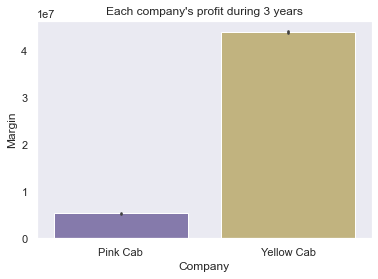 Each company's profit during 3 years
1e7
4
3
2
1
0
Margin
Pink Cab
Yellow Cab
Company